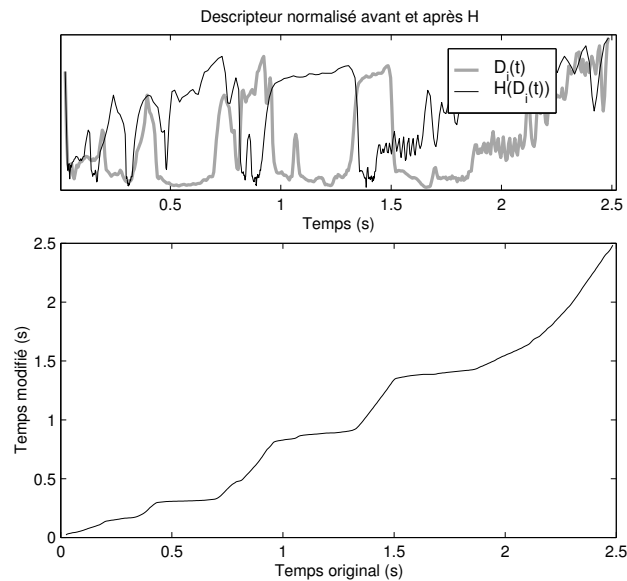 Descripteur normalisé avant et après H
D_i(t)
H(D_i(t))
0.5 1 1.5 2 2.5
Temps (s)
2.5
2
1.5
1
0.5
0
0 0.5 1 1.5 2 2.5
Temps modifié (s)
Temps original (s)